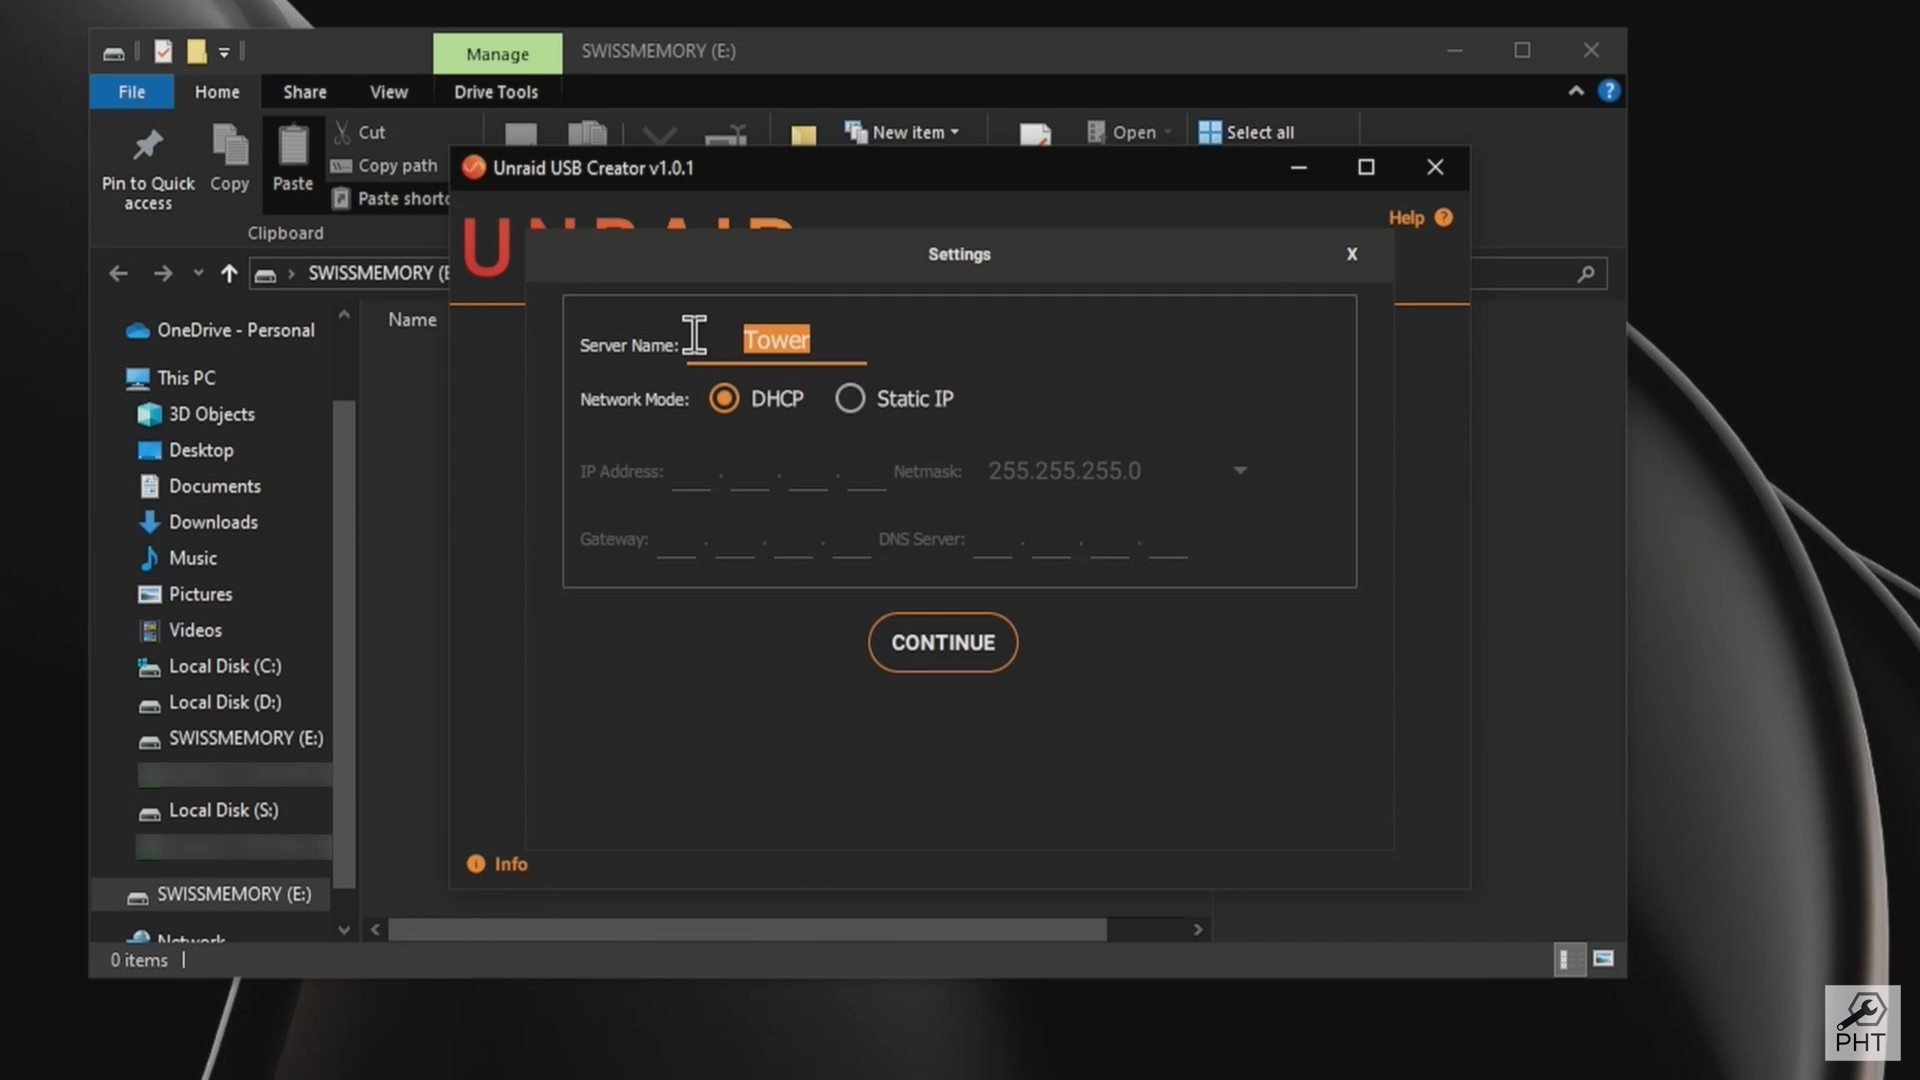 Manage
SWISSMEMORY (E:)
File
Home
Share
View
Drive Tools
Pin to Quick access
Copy
Paste
Cut
Copy path
Paste shortc
New item
Open
Select all
Clipboard
Unraid USB Creator v1.0.1
UNRAID
Help
SWISSMEMORY (E
Settings
X
Name
OneDrive - Personal
This PC
3D Objects
Desktop
Documents
Downloads
Music
Pictures
Videos
Local Disk (C:)
Local Disk (D:)
SWISSMEMORY (E:)
Local Disk (S:)
SWISSMEMORY (E:)
Network
Server Name: Tower
Network Mode: DHCP Static IP
IP Address: . . . Netmask: 255.255.255.0
Gateway: . . . DNS Server: . . .
CONTINUE
Info
0 items
PHT